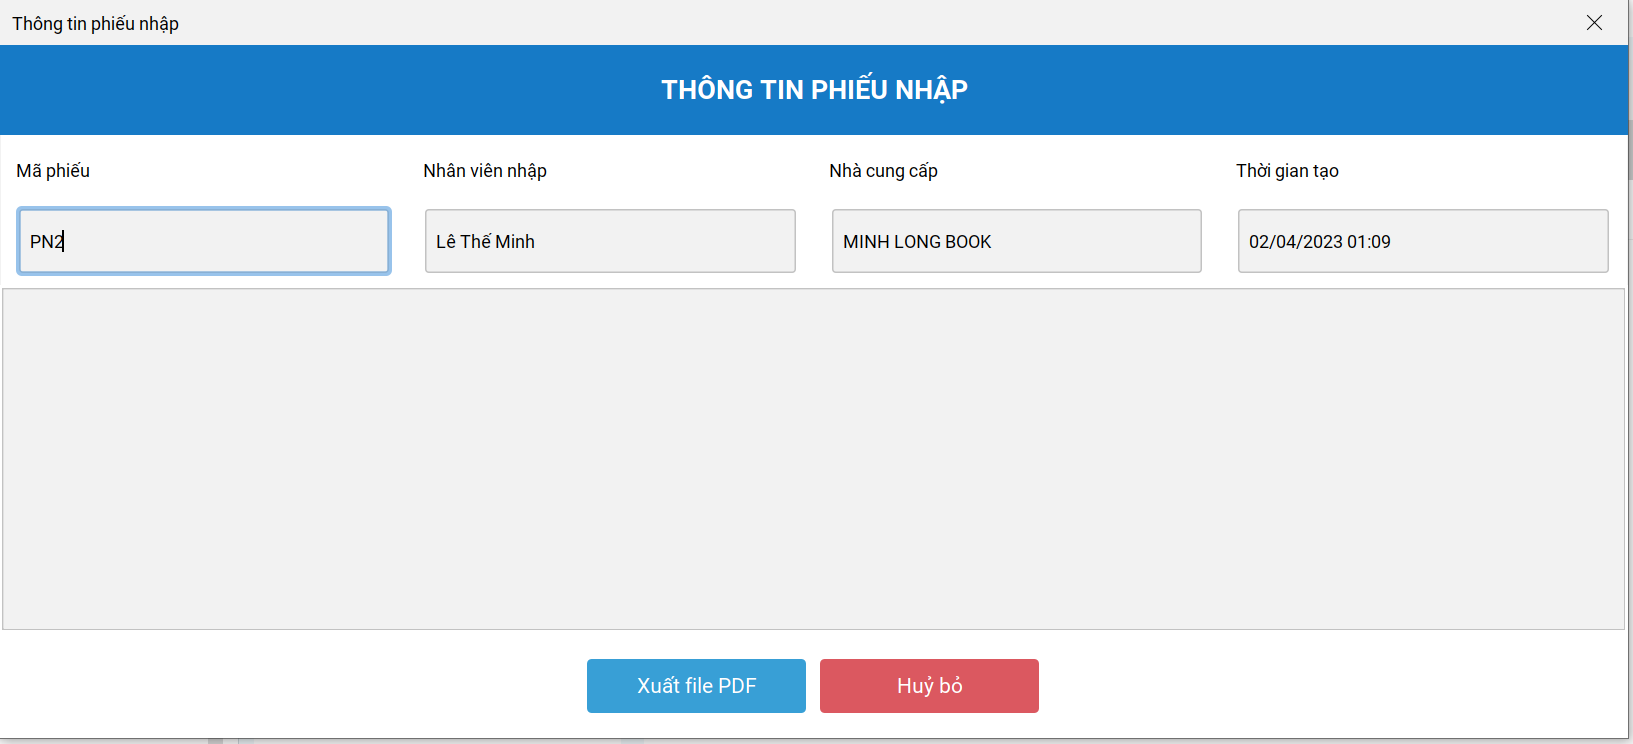 Thông tin phiếu nhập
THÔNG TIN PHIẾU NHẬP
Mã phiếu
Nhân viên nhập
Nhà cung cấp
Thời gian tạo
PN2
Lê Thế Minh
MINH LONG BOOK
02/04/2023 01:09
Xuất file PDF
Huỷ bỏ